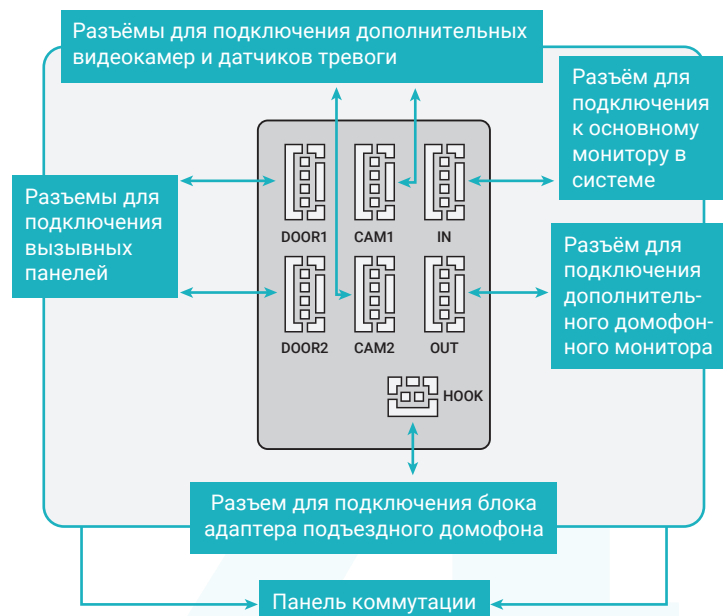 Разъёмы для подключения дополнительных
видеокамер и датчиков тревоги
Разъём для
подключения
к основному
монитору в
системе
Разъемы для
подключения
вызывных
панелей
DOOR1 CAM1 IN
Разъём для
подключения
дополнитель-
ного домофон-
ного монитора
DOOR2 CAM2 OUT
HOOK
Разъем для подключения блока
адаптера подъездного домофона
Панель коммутации